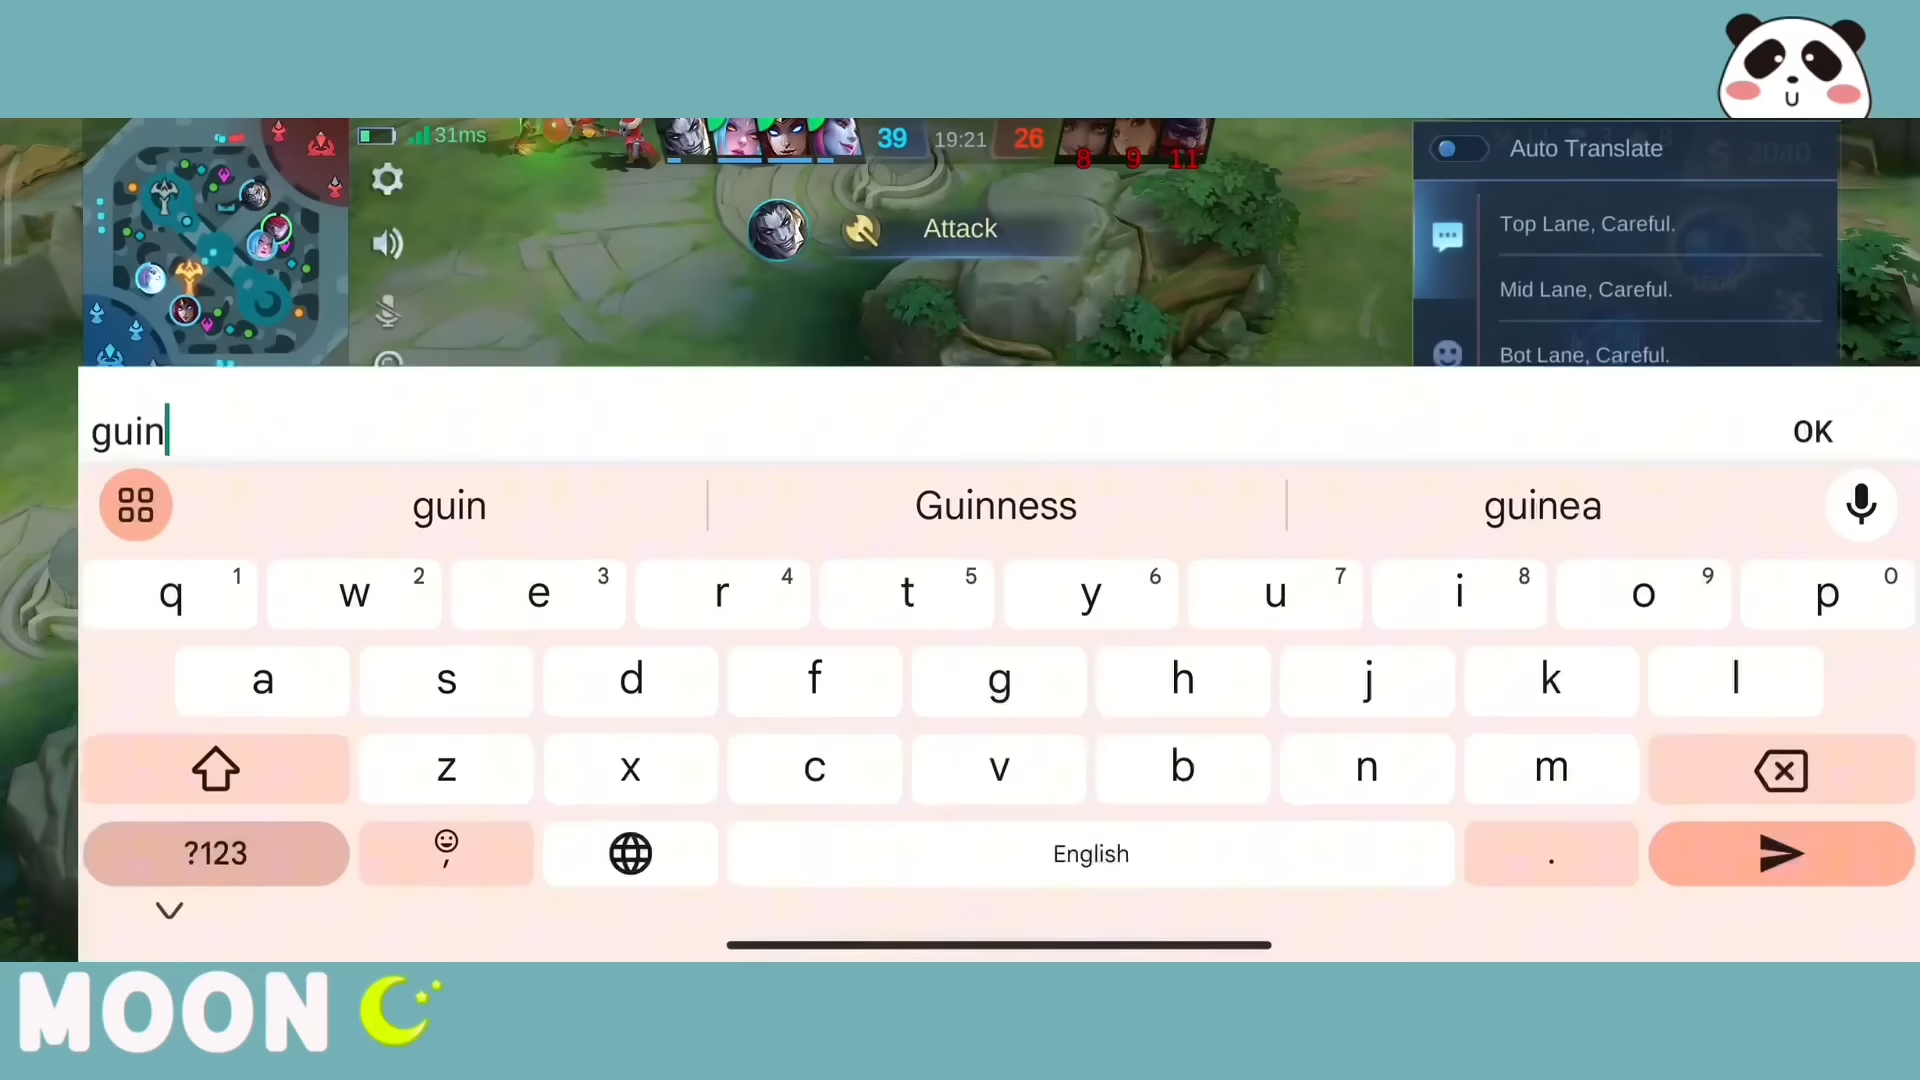 31ms
39 19:21 26
8 9 11
Auto Translate
Attack
Top Lane, Careful.
Mid Lane, Careful.
Bot Lane, Careful.
guin
OK
guin Guinness guinea
q 1 w 2 e 3 r 4 t 5 y 6 u 7 i 8 o 9 p 0
a s d f g h j k l
z x c v b n m
?123 , English .
MOON